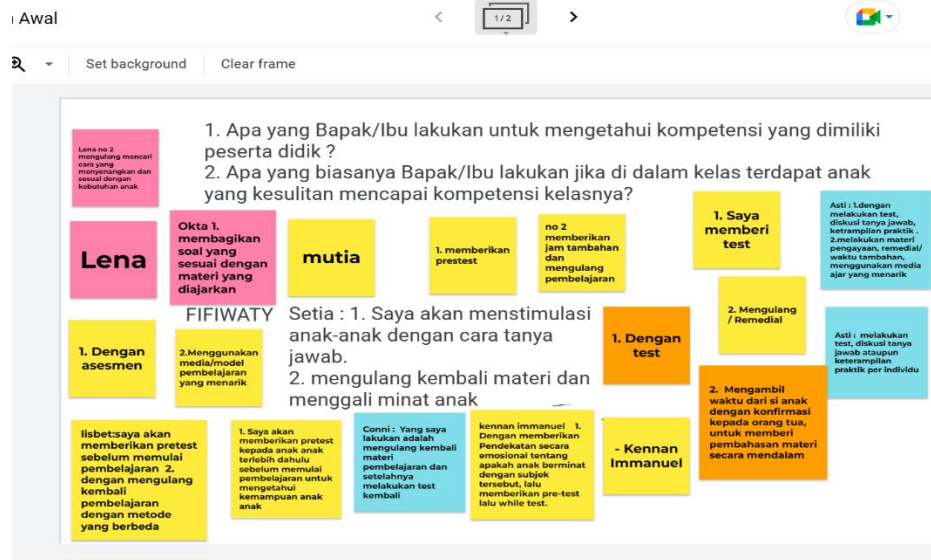 Awal
1/2
Set background
Clear frame
1. Apa yang Bapak/Ibu lakukan untuk mengetahui kompetensi yang dimiliki
peserta didik ?
2. Apa yang biasanya Bapak/Ibu lakukan jika di dalam kelas terdapat anak
yang kesulitan mencapai kompetensi kelasnya?
Lena no 2
mengulang mencari
cara yang
menyenangkan dan
sesuai dengan
kebutuhan anak
Lena
Okta 1.
membagikan
soal yang
sesuai dengan
materi yang
diajarkan
mutia
1. memberikan
prestest
no 2
memberikan
jam tambahan
dan
mengulang
pembelajaran
1. Saya
memberi
test
Asti : 1.dengan
melakukan test,
diskusi tanya jawab,
ketrampilan praktik .
2.melakukan materi
pengayaan, remedial/
waktu tambahan,
menggunakan media
ajar yang menarik
FIFIWATY
1. Dengan
asesmen
2.Menggunakan
media/model
pembelajaran
yang menarik
Setia : 1. Saya akan menstimulasi
anak-anak dengan cara tanya
jawab.
2. mengulang kembali materi dan
menggali minat anak
1. Dengan
test
2. Mengulang
/ Remedial
Asti : melakukan
test, diskusi tanya
jawab ataupun
keterampilan
praktik per individu
lisbet:saya akan
memberikan pretest
sebelum memulai
pembelajaran 2.
dengan mengulang
kembali
pembelajaran
dengan metode
yang berbeda
1. Saya akan
memberikan pretest
kepada anak anak
terlebih dahulu
sebelum memulai
pembelajaran untuk
mengetahui
kemampuan anak
anak
Conni : Yang saya
lakukan adalah
mengulang kembali
materi
pembelajaran dan
setelahnya
melakukan test
kembali
kennan immanuel 1.
Dengan memberikan
Pendekatan secara
emosional tentang
apakah anak berminat
dengan subjek
tersebut, lalu
memberikan pre-test
lalu while test.
- Kennan
Immanuel
2. Mengambil
waktu dari si anak
dengan konfirmasi
kepada orang tua,
untuk memberi
pembahasan materi
secara mendalam